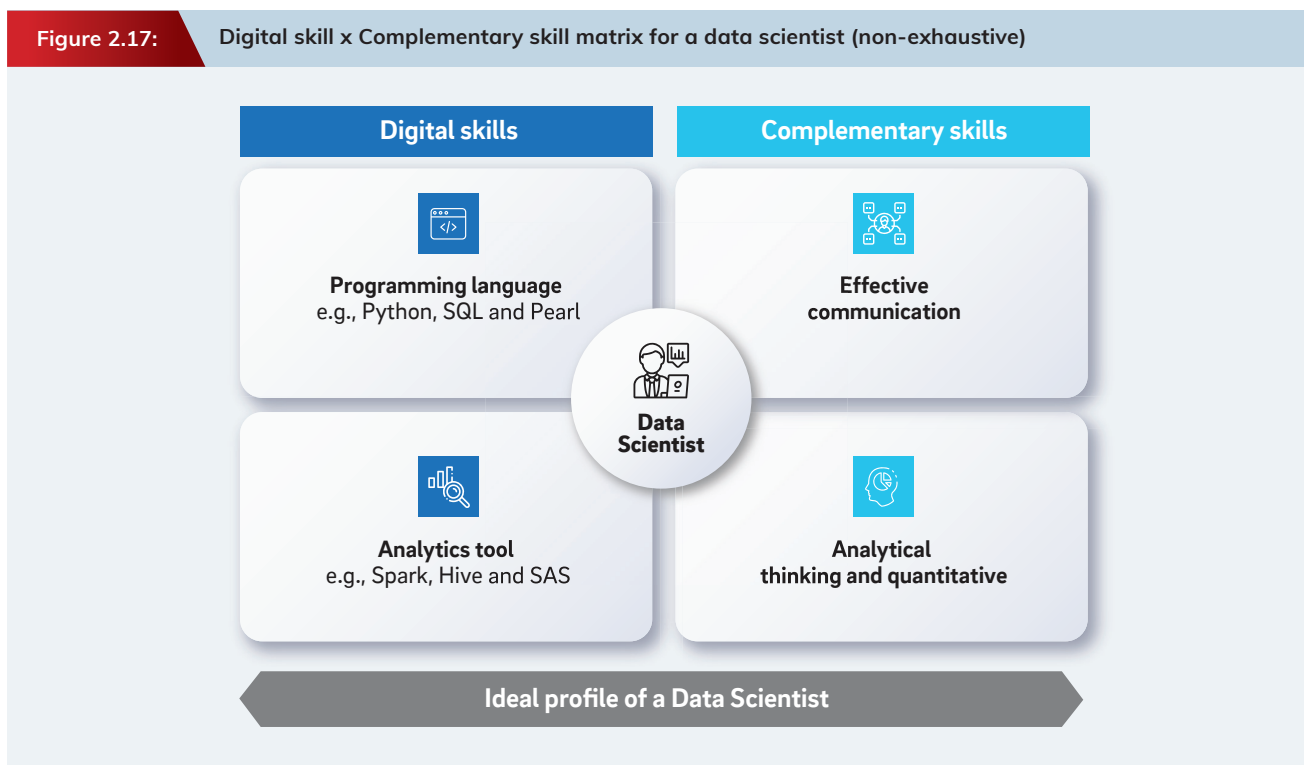 Figure 2.17:
Digital skill x Complementary skill matrix for a data scientist (non-exhaustive)
Digital skills
Complementary skills
</>
Programming language
e.g., Python, SQL and Pearl
Effective
communication
Data
Scientist
Analytics tool
e.g., Spark, Hive and SAS
Analytical
thinking and quantitative
Ideal profile of a Data Scientist